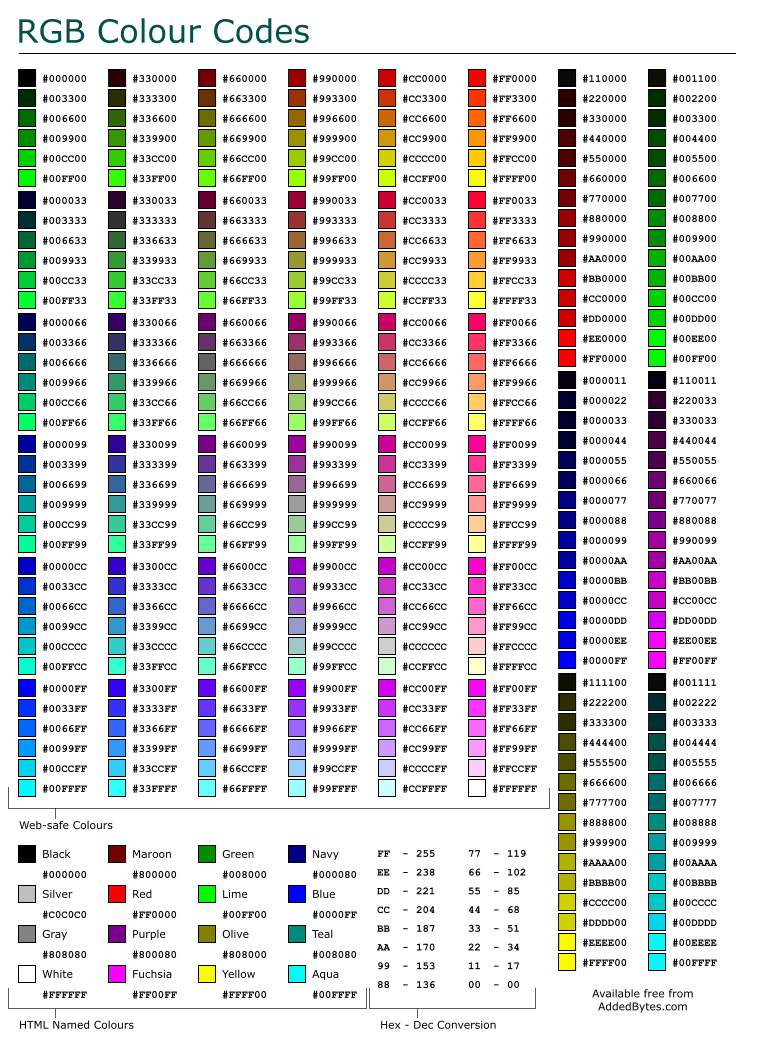 RGB Colour Codes
#000000 #330000 #660000 #990000 #CC0000 #FF0000
#003300 #333300 #663300 #993300 #CC3300 #FF3300
#006600 #336600 #666600 #996600 #CC6600 #FF6600
#009900 #339900 #669900 #999900 #CC9900 #FF9900
#00CC00 #33CC00 #66CC00 #99CC00 #CCCC00 #FFCC00
#00FF00 #33FF00 #66FF00 #99FF00 #CCFF00 #FFFF00
#000033 #330033 #660033 #990033 #CC0033 #FF0033
#003333 #333333 #663333 #993333 #CC3333 #FF3333
#006633 #336633 #666633 #996633 #CC6633 #FF6633
#009933 #339933 #669933 #999933 #CC9933 #FF9933
#00CC33 #33CC33 #66CC33 #99CC33 #CCCC33 #FFCC33
#00FF33 #33FF33 #66FF33 #99FF33 #CCFF33 #FFFF33
#000066 #330066 #660066 #990066 #CC0066 #FF0066
#003366 #333366 #663366 #993366 #CC3366 #FF3366
#006666 #336666 #666666 #996666 #CC6666 #FF6666
#009966 #339966 #669966 #999966 #CC9966 #FF9966
#00CC66 #33CC66 #66CC66 #99CC66 #CCCC66 #FFCC66
#00FF66 #33FF66 #66FF66 #99FF66 #CCFF66 #FFFF66
#000099 #330099 #660099 #990099 #CC0099 #FF0099
#003399 #333399 #663399 #993399 #CC3399 #FF3399
#006699 #336699 #666699 #996699 #CC6699 #FF6699
#009999 #339999 #669999 #999999 #CC9999 #FF9999
#00CC99 #33CC99 #66CC99 #99CC99 #CCCC99 #FFCC99
#00FF99 #33FF99 #66FF99 #99FF99 #CCFF99 #FFFF99
#0000CC #3300CC #6600CC #9900CC #CC00CC #FF00CC
#0033CC #3333CC #6633CC #9933CC #CC33CC #FF33CC
#0066CC #3366CC #6666CC #9966CC #CC66CC #FF66CC
#0099CC #3399CC #6699CC #9999CC #CC99CC #FF99CC
#00CCCC #33CCCC #66CCCC #99CCCC #CCCCCC #FFCCCC
#00FFCC #33FFCC #66FFCC #99FFCC #CCFFCC #FFFFCC
#0000FF #3300FF #6600FF #9900FF #CC00FF #FF00FF
#0033FF #3333FF #6633FF #9933FF #CC33FF #FF33FF
#0066FF #3366FF #6666FF #9966FF #CC66FF #FF66FF
#0099FF #3399FF #6699FF #9999FF #CC99FF #FF99FF
#00CCFF #33CCFF #66CCFF #99CCFF #CCCCFF #FFCCFF
#00FFFF #33FFFF #66FFFF #99FFFF #CCFFFF #FFFFFF
Web-safe Colours
#110000 #001100
#220000 #002200
#330000 #003300
#440000 #004400
#550000 #005500
#660000 #006600
#770000 #007700
#880000 #008800
#990000 #009900
#AA0000 #00AA00
#BB0000 #00BB00
#CC0000 #00CC00
#DD0000 #00DD00
#EE0000 #00EE00
#FF0000 #00FF00
#000011 #110011
#000022 #220033
#000033 #330033
#000044 #440044
#000055 #550055
#000066 #660066
#000077 #770077
#000088 #880088
#000099 #990099
#0000AA #AA00AA
#0000BB #BB00BB
#0000CC #CC00CC
#0000DD #DD00DD
#0000EE #EE00EE
#0000FF #FF00FF
#111100 #001111
#222200 #002222
#333300 #003333
#444400 #004444
#555500 #005555
#666600 #006666
#777700 #007777
#888800 #008888
#999900 #009999
#AAAA00 #00AAAA
#BBBB00 #00BBBB
#CCCC00 #00CCCC
#DDDD00 #00DDDD
#EEEE00 #00EEEE
#FFFF00 #00FFFF
Black Maroon Green Navy
#000000 #800000 #008000 #000080
Silver Red Lime Blue
#C0C0C0 #FF0000 #00FF00 #0000FF
Gray Purple Olive Teal
#808080 #800080 #808000 #008080
White Fuchsia Yellow Aqua
#FFFFFF #FF00FF #FFFF00 #00FFFF
HTML Named Colours
FF - 255 77 - 119
EE - 238 66 - 102
DD - 221 55 - 85
CC - 204 44 - 68
BB - 187 33 - 51
AA - 170 22 - 34
99 - 153 11 - 17
88 - 136 00 - 00
Hex - Dec Conversion
Available free from
AddedBytes.com